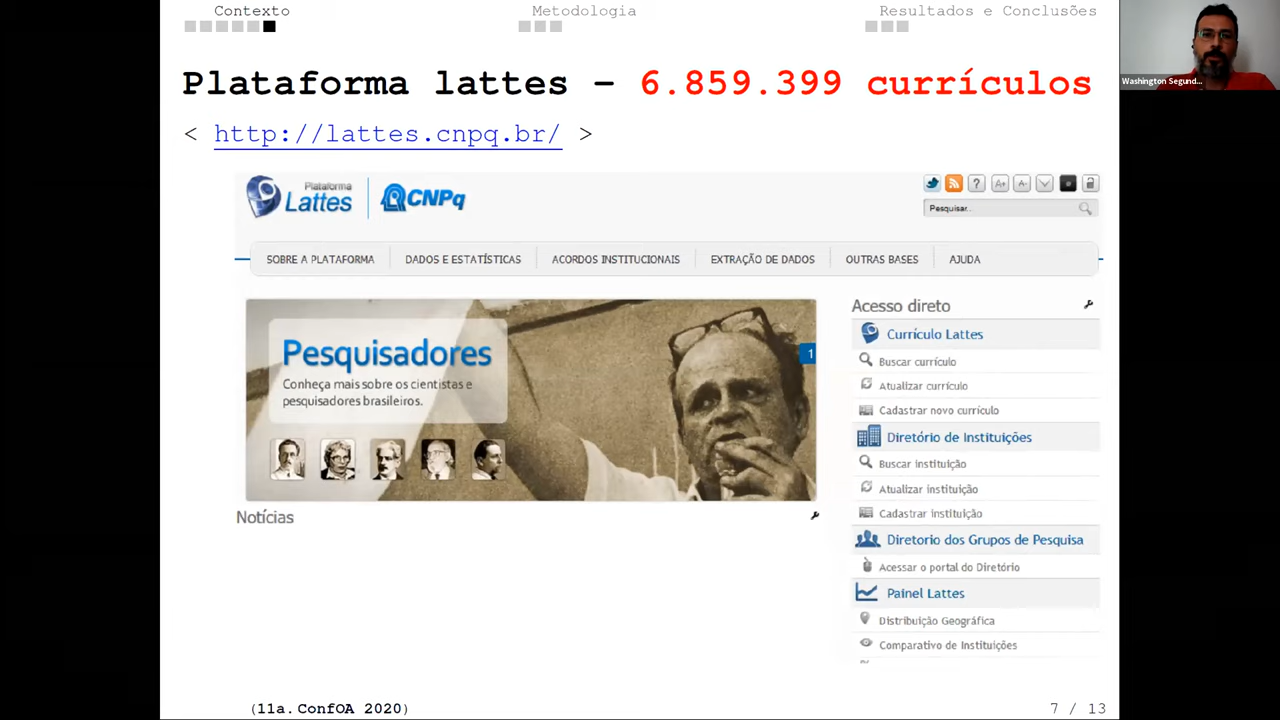 Contexto
Metodologia
Resultados e Conclusões
Washington Segund...
Plataforma lattes – 6.859.399 currículos
< http://lattes.cnpq.br/ >
Plataforma
Lattes
CNPq
? A+ A-
Pesquisar..
SOBRE A PLATAFORMA
DADOS E ESTATÍSTICAS
ACORDOS INSTITUCIONAIS
EXTRAÇÃO DE DADOS
OUTRAS BASES
AJUDA
Pesquisadores
Conheça mais sobre os cientistas e
pesquisadores brasileiros.
1
Notícias
Acesso direto
Currículo Lattes
Buscar currículo
Atualizar currículo
Cadastrar novo currículo
Diretório de Instituições
Buscar instituição
Atualizar instituição
Cadastrar instituição
Diretorio dos Grupos de Pesquisa
Acessar o portal do Diretório
Painel Lattes
Distribuição Geográfica
Comparativo de Instituições
(11a.ConfOA 2020)
7 / 13